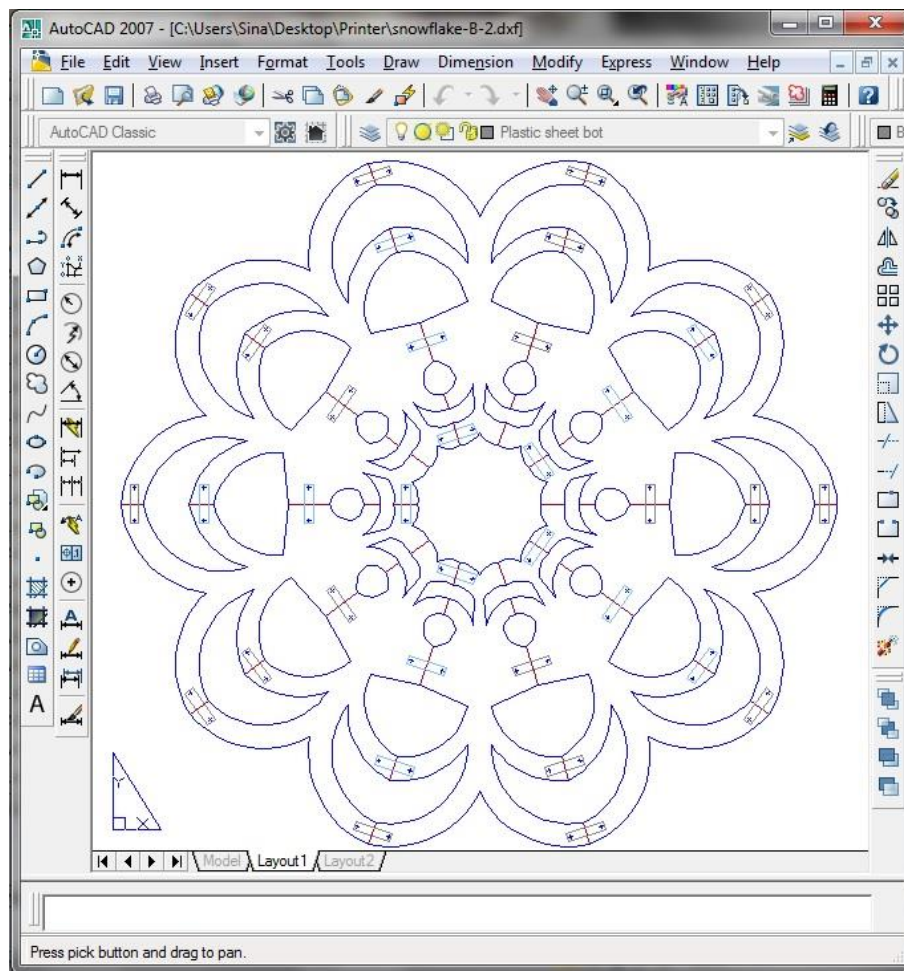 AutoCAD 2007 - [C:\Users\Sina\Desktop\Printer\snowflake-B-2.dxf]
File Edit View Insert Format Tools Draw Dimension Modify Express Window Help
AutoCAD Classic Plastic sheet bot B
A A
A
Y
X
Model Layout1 Layout2
Press pick button and drag to pan.